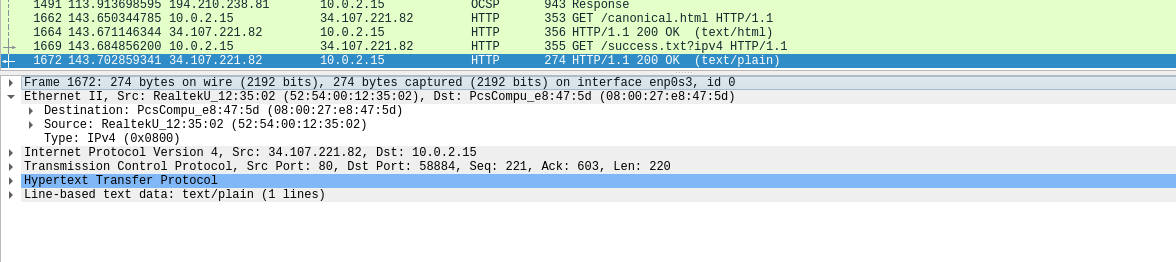 1491 113.913698595 194.210.238.81 10.0.2.15 OCSP 943 Response
1662 143.650344785 10.0.2.15 34.107.221.82 HTTP 353 GET /canonical.html HTTP/1.1
1664 143.671146344 34.107.221.82 10.0.2.15 HTTP 356 HTTP/1.1 200 OK (text/html)
1669 143.684856200 10.0.2.15 34.107.221.82 HTTP 355 GET /success.txt?ipv4 HTTP/1.1
1672 143.702859341 34.107.221.82 10.0.2.15 HTTP 274 HTTP/1.1 200 OK (text/plain)
Frame 1672: 274 bytes on wire (2192 bits), 274 bytes captured (2192 bits) on interface enp0s3, id 0
Ethernet II, Src: RealtekU_12:35:02 (52:54:00:12:35:02), Dst: PcsCompu_e8:47:5d (08:00:27:e8:47:5d)
Destination: PcsCompu_e8:47:5d (08:00:27:e8:47:5d)
Source: RealtekU_12:35:02 (52:54:00:12:35:02)
Type: IPv4 (0x0800)
Internet Protocol Version 4, Src: 34.107.221.82, Dst: 10.0.2.15
Transmission Control Protocol, Src Port: 80, Dst Port: 58884, Seq: 221, Ack: 603, Len: 220
Hypertext Transfer Protocol
Line-based text data: text/plain (1 lines)